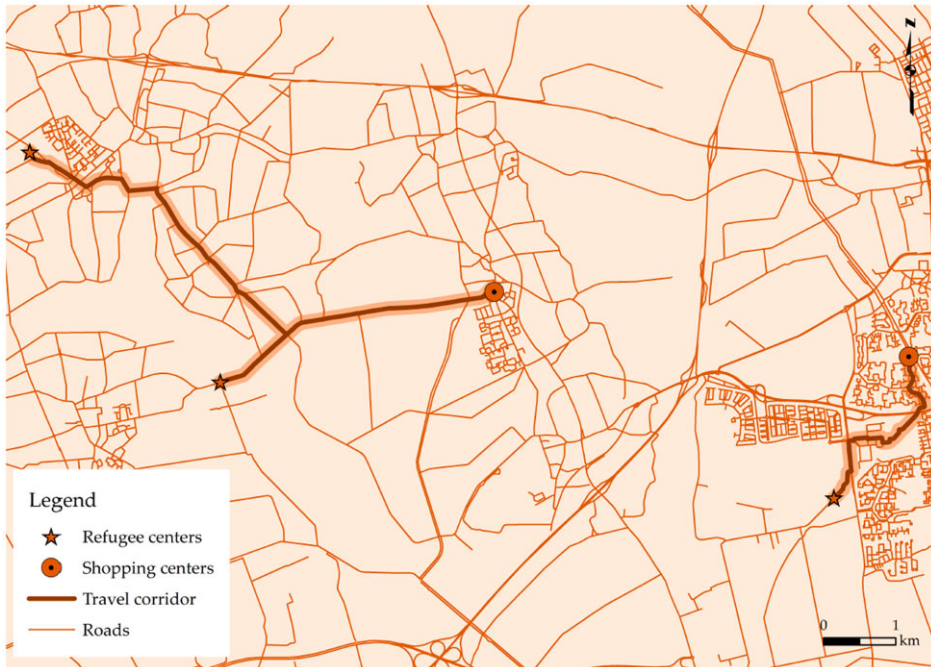 N
Legend
Refugee centers
Shopping centers
Travel corridor
Roads
0 1
km